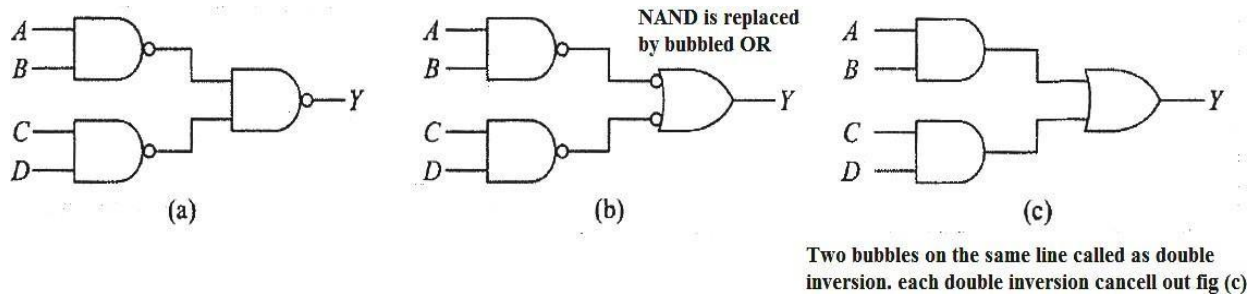 A
B
Y
C
D
(a)
NAND is replaced
by bubbled OR
A
B
Y
C
D
(b)
A
B
Y
C
D
(c)
Two bubbles on the same line called as double
inversion. each double inversion cancell out fig (c)